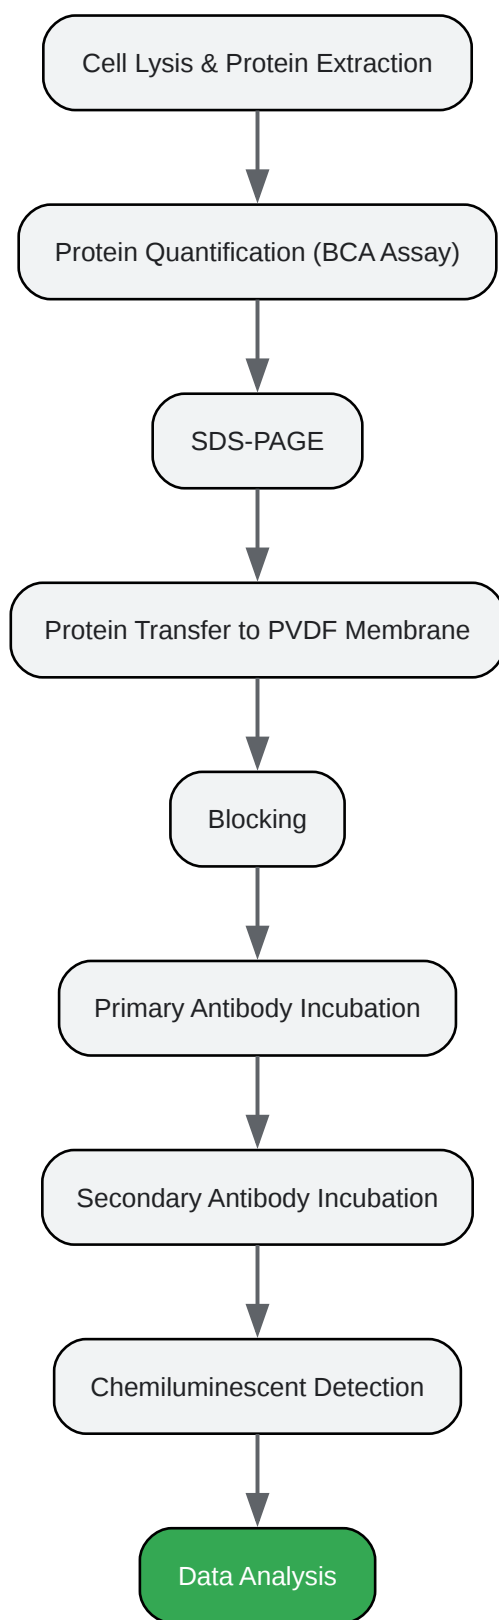 Cell Lysis & Protein Extraction
Protein Quantification (BCA Assay)
SDS-PAGE
Protein Transfer to PVDF Membrane
Blocking
Primary Antibody Incubation
Secondary Antibody Incubation
Chemiluminescent Detection
Data Analysis